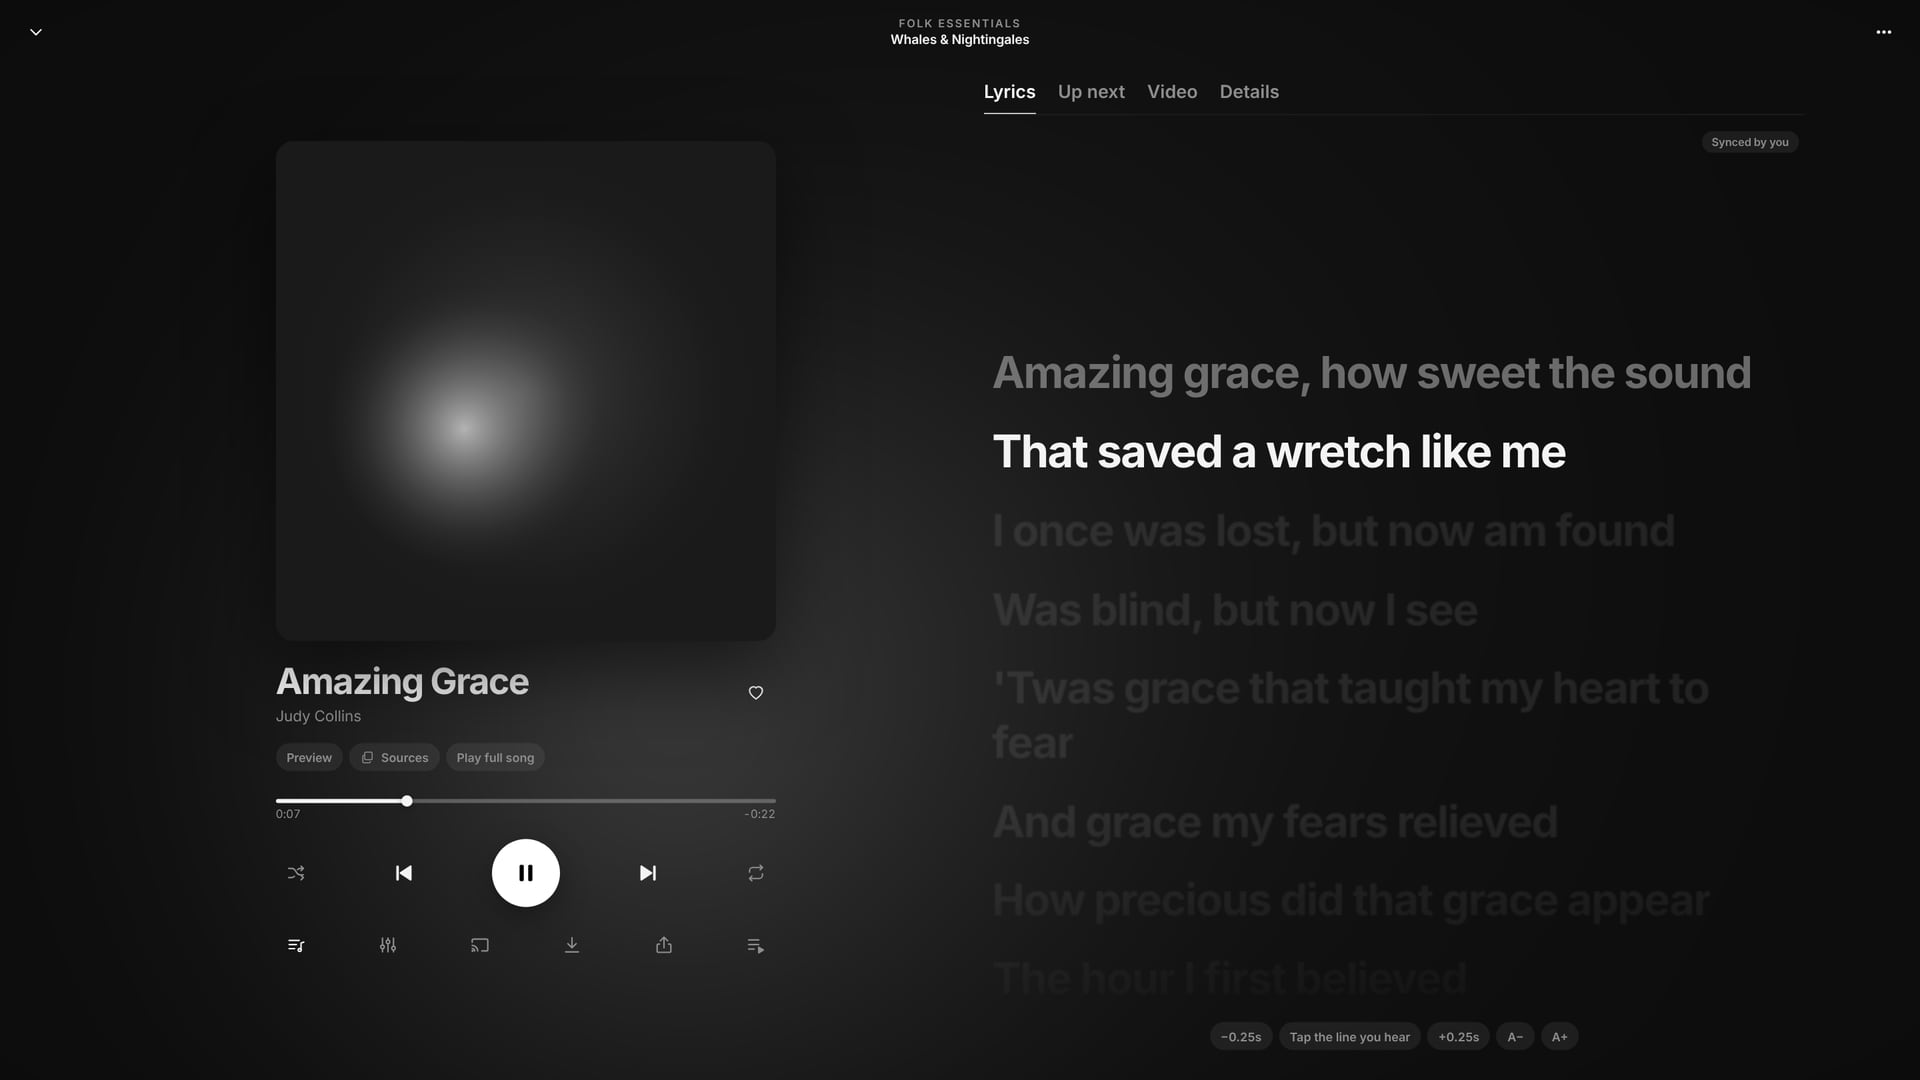 FOLK ESSENTIALS
Whales & Nightingales
Lyrics
Up next
Video
Details
Synced by you
Amazing grace, how sweet the sound
That saved a wretch like me
I once was lost, but now am found
Was blind, but now I see
'Twas grace that taught my heart to
fear
And grace my fears relieved
How precious did that grace appear
The hour I first believed
Amazing Grace
Judy Collins
Preview
Sources
Play full song
0:07
-0:22
−0.25s
Tap the line you hear
+0.25s
A−
A+